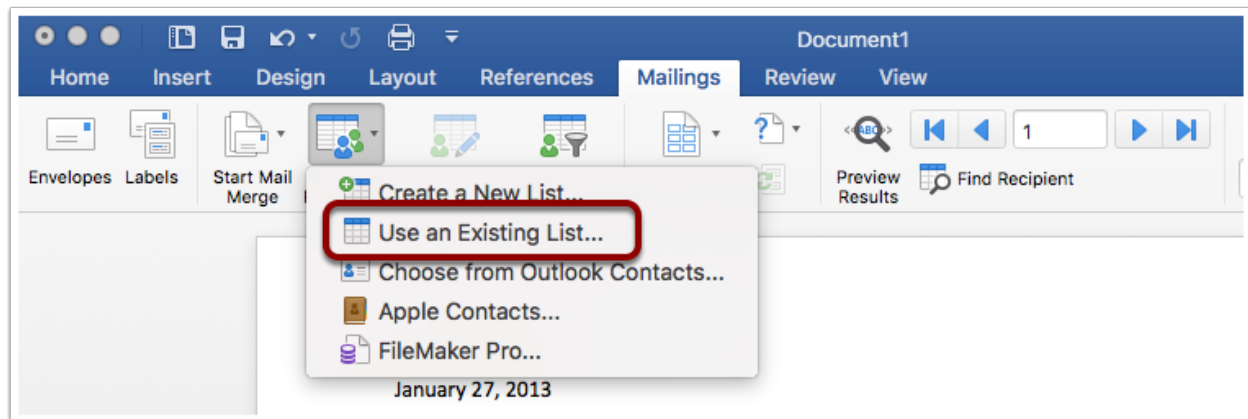 Document1
Home Insert Design Layout References Mailings Review View
«ABC» 1
Envelopes Labels Start Mail Merge Preview Results Find Recipient
Create a New List...
Use an Existing List...
Choose from Outlook Contacts...
Apple Contacts...
FileMaker Pro...
January 27, 2013